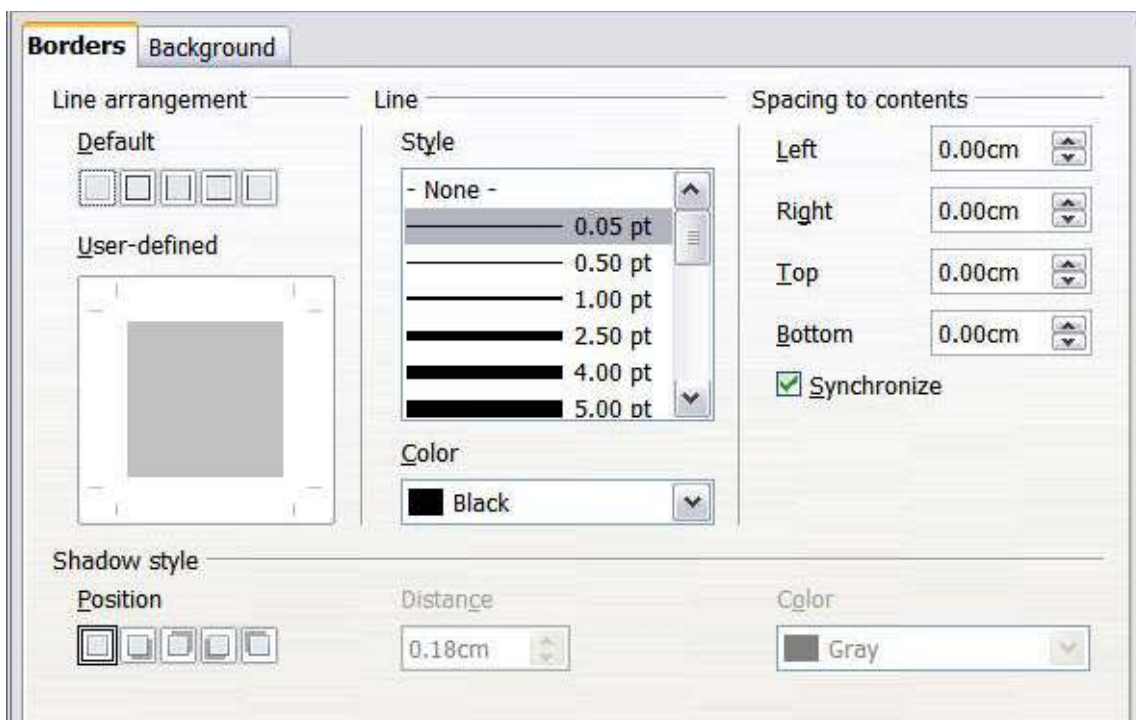 Borders Background
Line arrangement
Default
User-defined
Line
Style
- None -
0.05 pt
0.50 pt
1.00 pt
2.50 pt
4.00 pt
5.00 pt
Color
Black
Spacing to contents
Left 0.00cm
Right 0.00cm
Top 0.00cm
Bottom 0.00cm
Synchronize
Shadow style
Position
Distance
0.18cm
Color
Gray